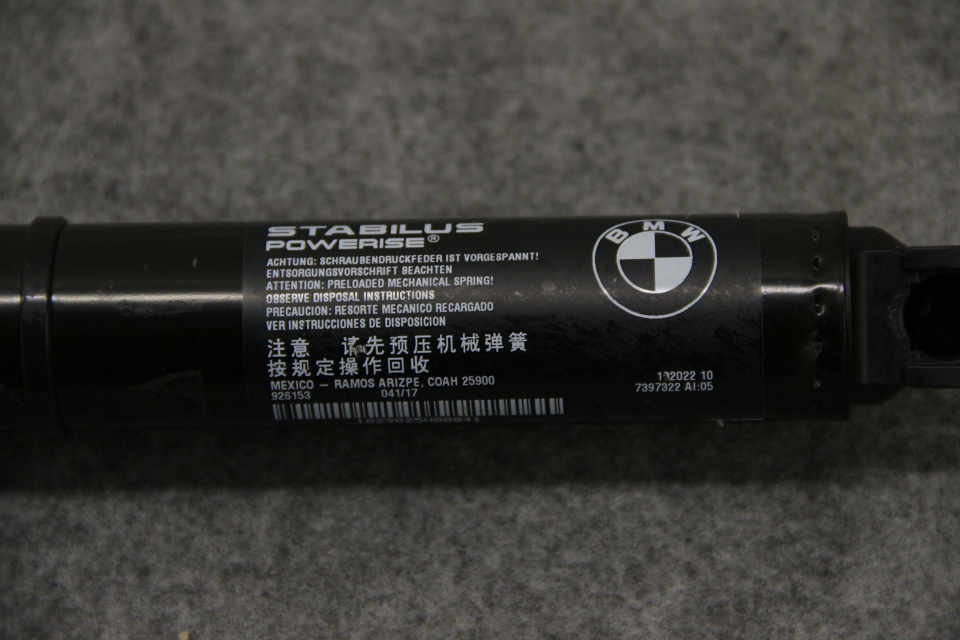 STABILUS
POWERISE®
ACHTUNG: SCHRAUBENDRUCKFEDER IST VORGESPANNT!
ENTSORGUNGSVORSCHRIFT BEACHTEN
ATTENTION: PRELOADED MECHANICAL SPRING!
OBSERVE DISPOSAL INSTRUCTIONS
PRECAUCION: RESORTE MECANICO RECARGADO
VER INSTRUCCIONES DE DISPOSICION
注意 请先预压机械弹簧
按规定操作回收
MEXICO – RAMOS ARIZPE, COAH 25900
926153 041/17
BMW
10
7397322 AI:05